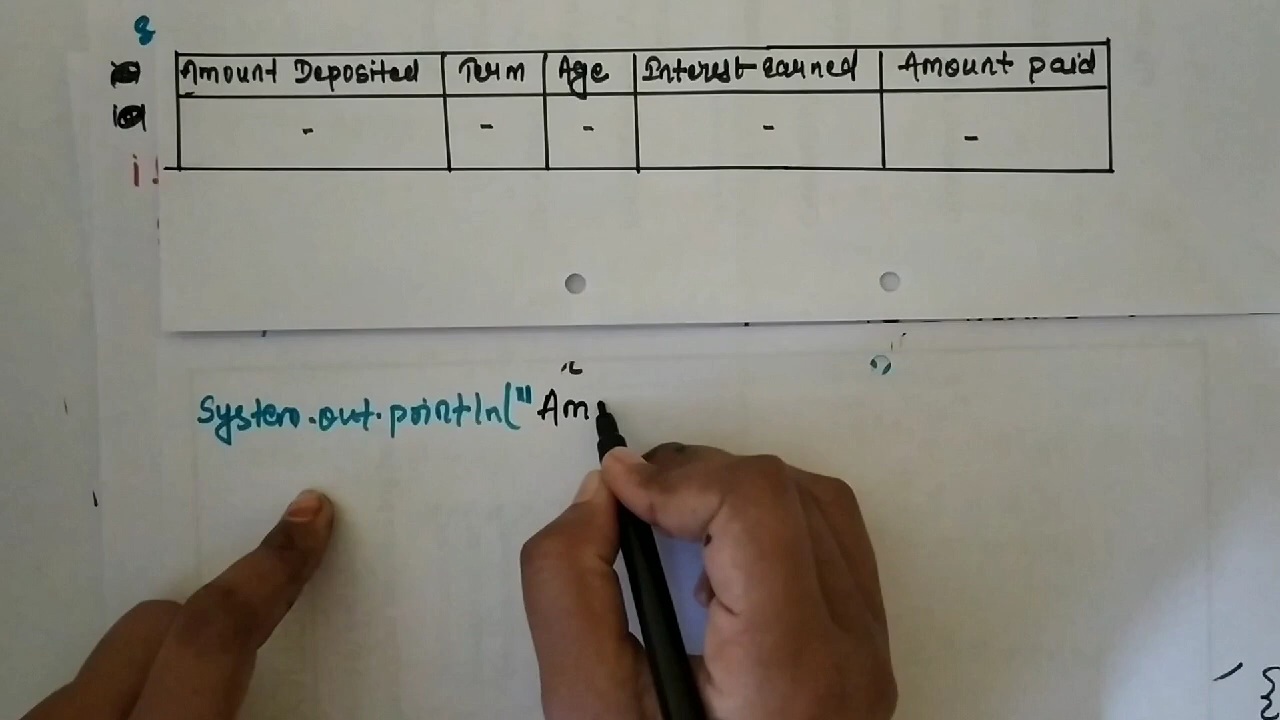 Amount Deposited Term Age Interest earned Amount paid
- - - - -
System.out.println(" Am